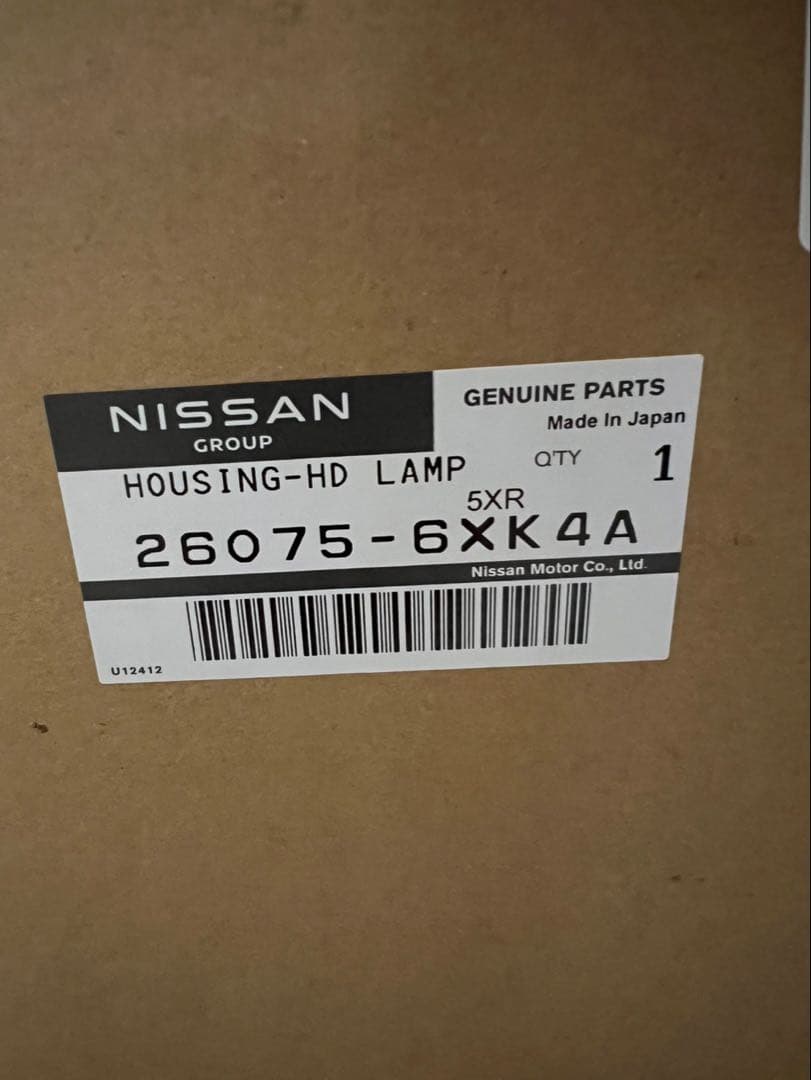 NISSAN
GROUP
GENUINE PARTS
Made In Japan
HOUSING-HD LAMP
Q'TY 1
5XR
26075-6XK4A
Nissan Motor Co., Ltd.
U12412